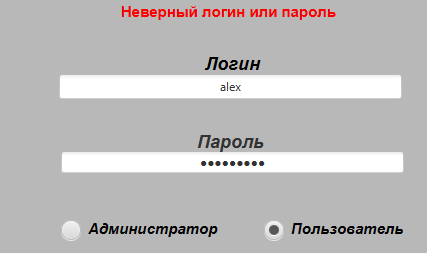 Неверный логин или пароль
Логин
alex
Пароль
●●●●●●●●●
Администратор Пользователь